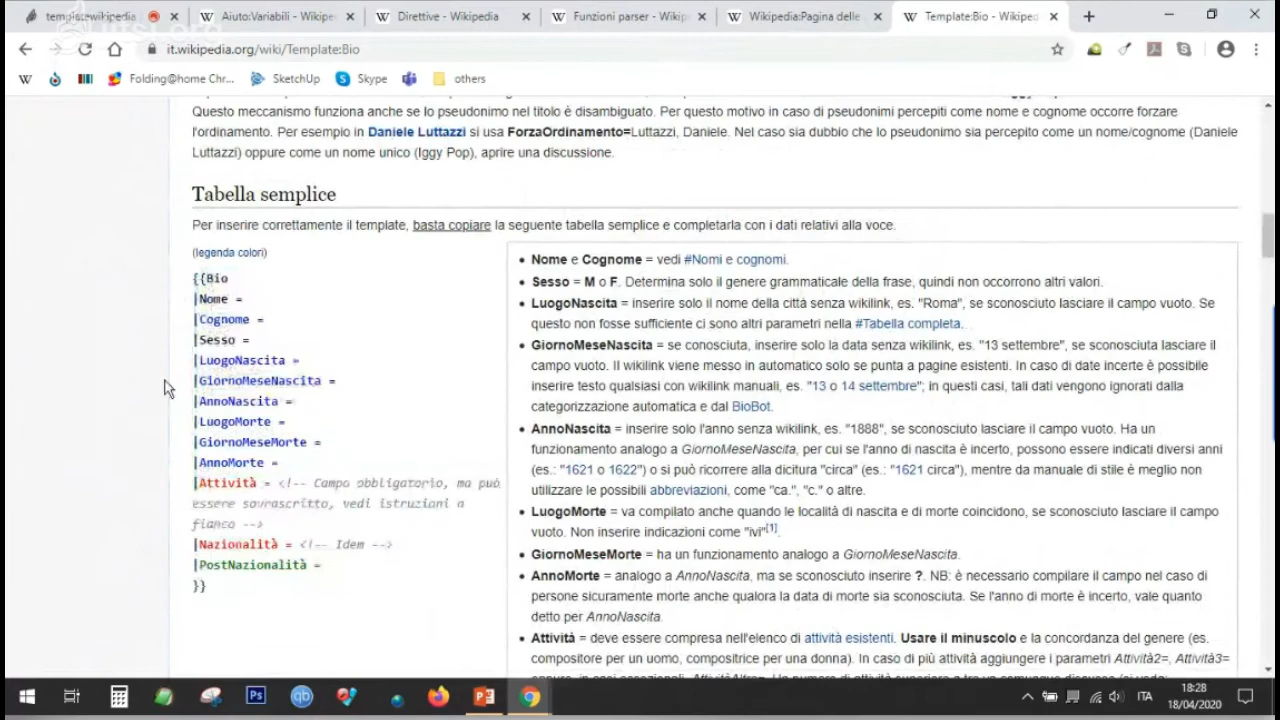 templatewikipedia
Aiuto:Variabili - Wikipe
Direttive - Wikipedia
Funzioni parser - Wikip
Wikipedia:Pagina delle
Template:Bio - Wikiped
it.wikipedia.org/wiki/Template:Bio
Folding@home Chr...
SketchUp
Skype
others
Questo meccanismo funziona anche se lo pseudonimo nel titolo è disambiguato. Per questo motivo in caso di pseudonimi percepiti come nome e cognome occorre forzare
l'ordinamento. Per esempio in Daniele Luttazzi si usa ForzaOrdinamento=Luttazzi, Daniele. Nel caso sia dubbio che lo pseudonimo sia percepito come un nome/cognome (Daniele
Luttazzi) oppure come un nome unico (Iggy Pop), aprire una discussione.
Tabella semplice
Per inserire correttamente il template, basta copiare la seguente tabella semplice e completarla con i dati relativi alla voce.
(legenda colori)
{{Bio
|Nome =
|Cognome =
|Sesso =
|LuogoNascita =
|GiornoMeseNascita =
|AnnoNascita =
|LuogoMorte =
|GiornoMeseMorte =
|AnnoMorte =
|Attività = <!-- Campo obbligatorio, ma può
essere sovrascritto, vedi istruzioni a
fianco -->
|Nazionalità = <!-- Idem -->
|PostNazionalità =
}}
Nome e Cognome = vedi #Nomi e cognomi.
Sesso = M o F. Determina solo il genere grammaticale della frase, quindi non occorrono altri valori.
LuogoNascita = inserire solo il nome della città senza wikilink, es. "Roma", se sconosciuto lasciare il campo vuoto. Se
questo non fosse sufficiente ci sono altri parametri nella #Tabella completa.
GiornoMeseNascita = se conosciuta, inserire solo la data senza wikilink, es. "13 settembre", se sconosciuta lasciare il
campo vuoto. Il wikilink viene messo in automatico solo se punta a pagine esistenti. In caso di date incerte è possibile
inserire testo qualsiasi con wikilink manuali, es. "13 o 14 settembre"; in questi casi, tali dati vengono ignorati dalla
categorizzazione automatica e dal BioBot.
AnnoNascita = inserire solo l'anno senza wikilink, es. "1888", se sconosciuto lasciare il campo vuoto. Ha un
funzionamento analogo a GiornoMeseNascita, per cui se l'anno di nascita è incerto, possono essere indicati diversi anni
(es.: "1621 o 1622") o si può ricorrere alla dicitura "circa" (es.: "1621 circa"), mentre da manuale di stile è meglio non
utilizzare le possibili abbreviazioni, come "ca.", "c." o altre.
LuogoMorte = va compilato anche quando le località di nascita e di morte coincidono, se sconosciuto lasciare il campo
vuoto. Non inserire indicazioni come "ivi"[1].
GiornoMeseMorte = ha un funzionamento analogo a GiornoMeseNascita.
AnnoMorte = analogo a AnnoNascita, ma se sconosciuto inserire ?. NB: è necessario compilare il campo nel caso di
persone sicuramente morte anche qualora la data di morte sia sconosciuta. Se l'anno di morte è incerto, vale quanto
detto per AnnoNascita.
Attività = deve essere compresa nell'elenco di attività esistenti. Usare il minuscolo e la concordanza del genere (es.
compositore per un uomo, compositrice per una donna). In caso di più attività aggiungere i parametri Attività2=, Attività3=
ITA
18:28
18/04/2020